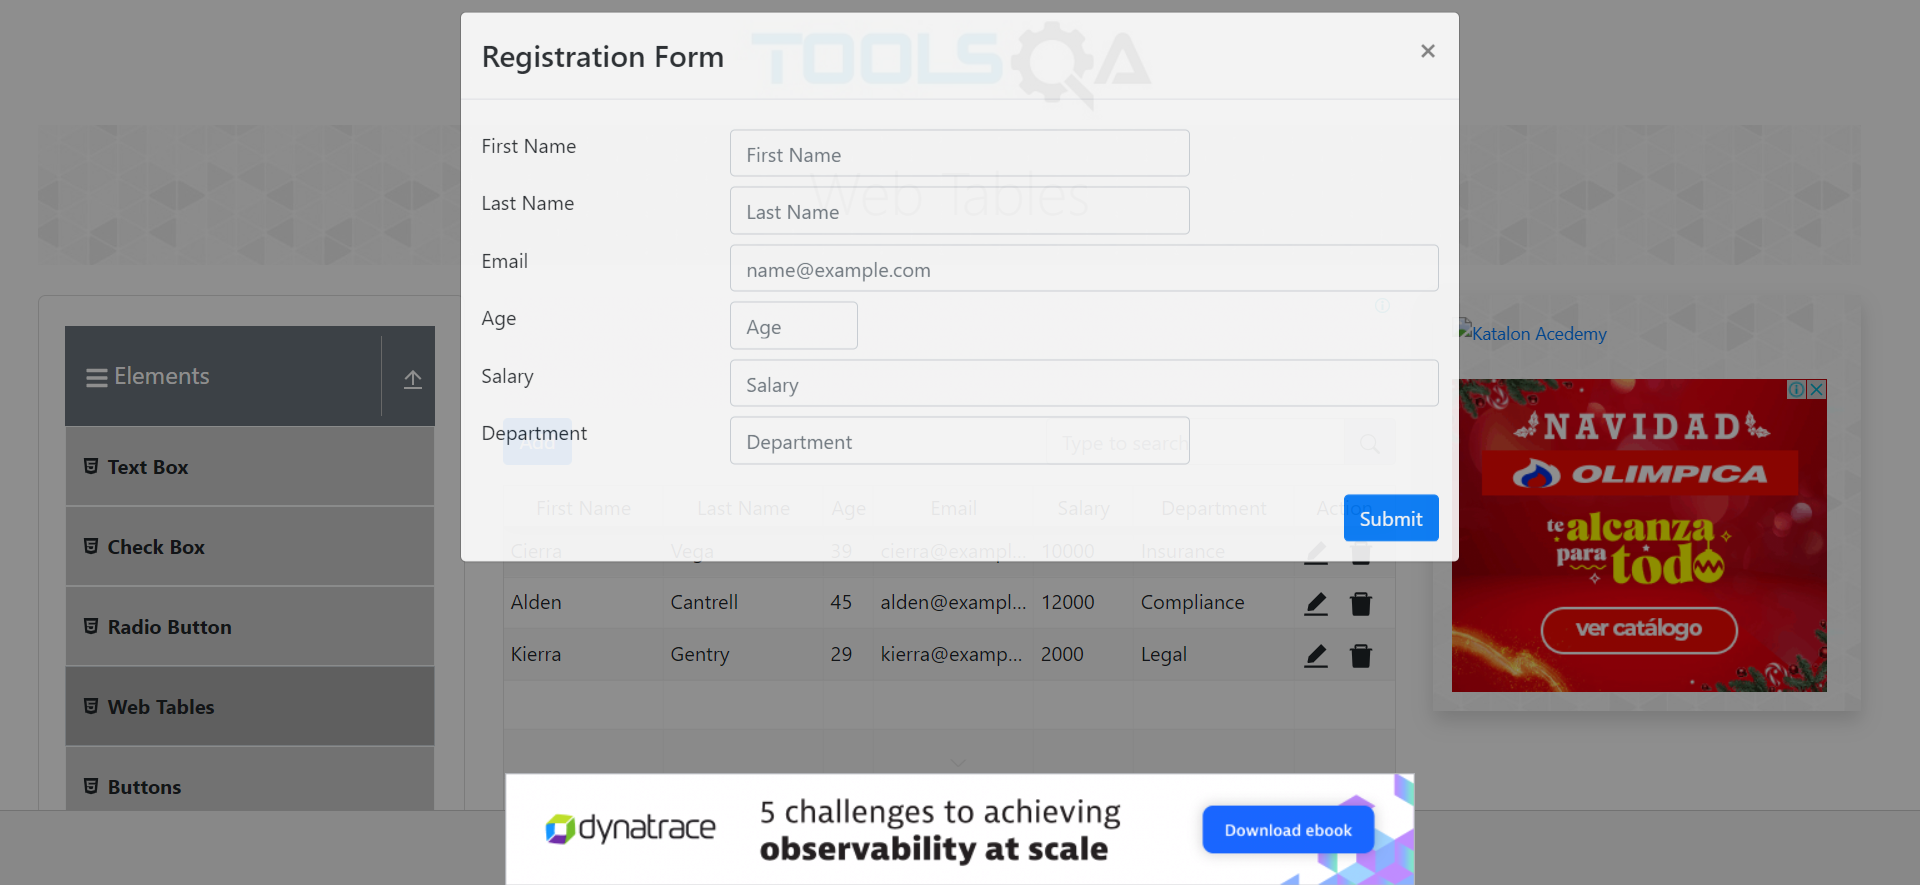 TOOLSQA
Registration Form
×
Web Tables
First Name
First Name
Last Name
Last Name
Email
name@example.com
Age
Age
Salary
Salary
Department
Department
Type to search
Submit
First Name Last Name Age Email Salary Department Action
Cierra Vega 39 cierra@exampl... 10000 Insurance
Alden Cantrell 45 alden@exampl... 12000 Compliance
Kierra Gentry 29 kierra@examp... 2000 Legal
Elements
Text Box
Check Box
Radio Button
Web Tables
Buttons
Katalon Acedemy
NAVIDAD
OLIMPICA
te alcanza
para todo
ver catálogo
dynatrace
5 challenges to achieving
observability at scale
Download ebook